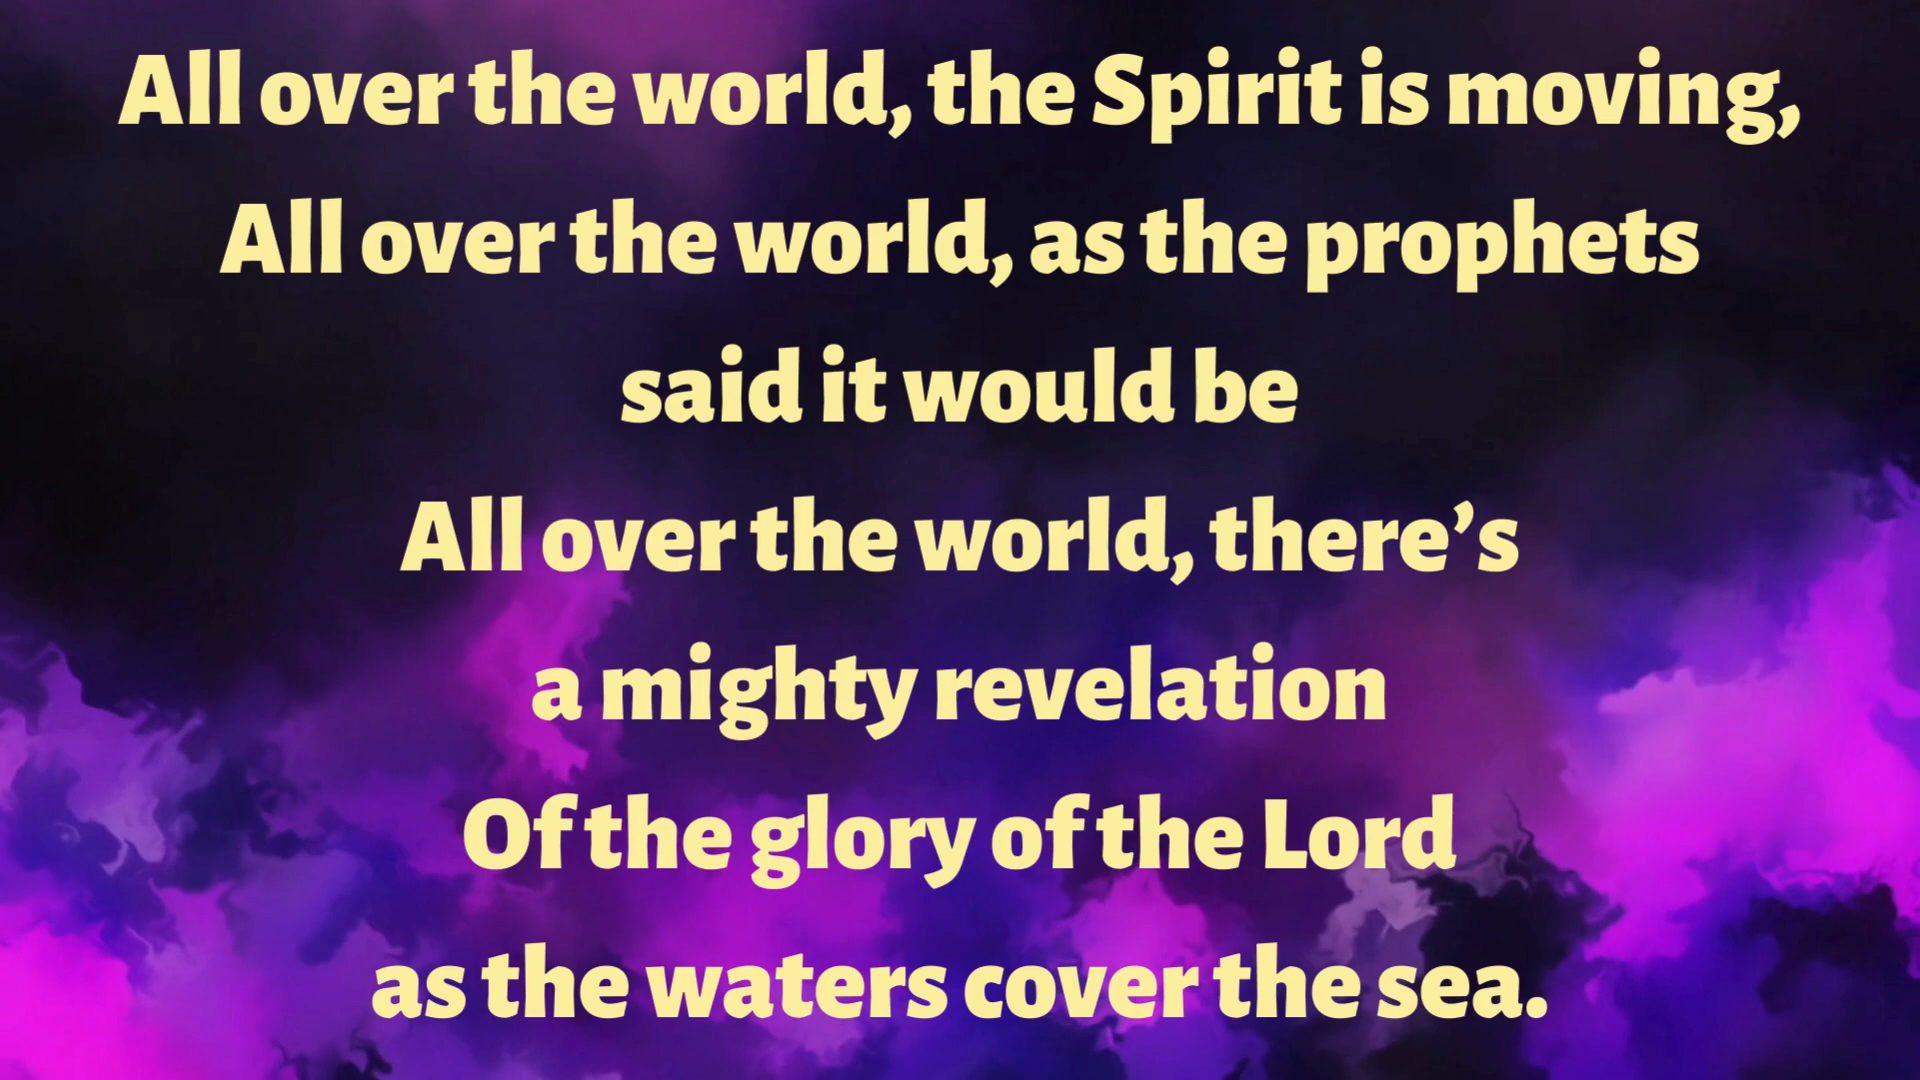 All over the world, the Spirit is moving,
All over the world, as the prophets
said it would be
All over the world, there’s
a mighty revelation
Of the glory of the Lord
as the waters cover the sea.